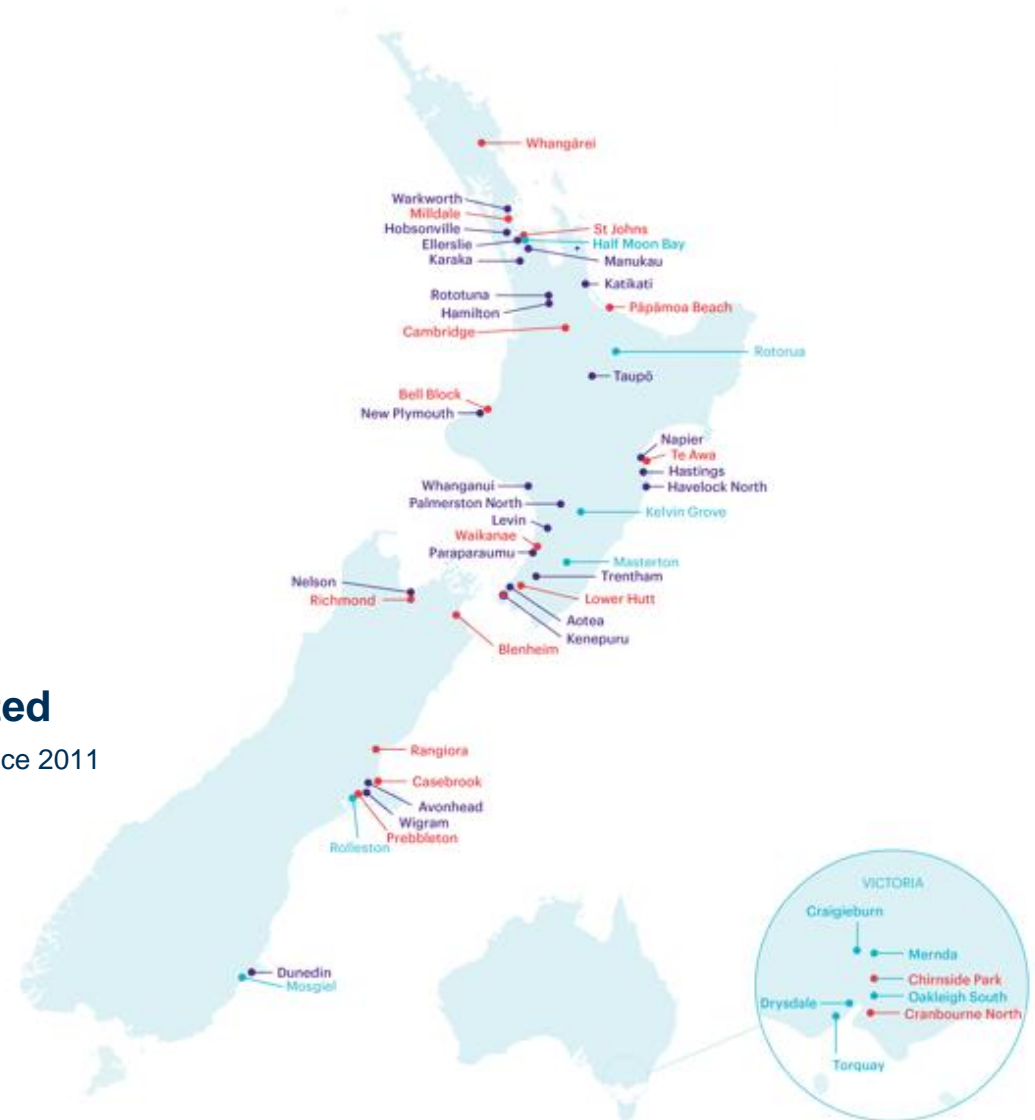 Whangārei
Warkworth
Milldale
Hobsonville
St Johns
Ellerslie
Half Moon Bay
Karaka
Manukau
Katikati
Rototuna
Hamilton
Pāpāmoa Beach
Cambridge
Rotorua
Taupō
Bell Block
New Plymouth
Napier
Te Awa
Hastings
Whanganui
Havelock North
Palmerston North
Kelvin Grove
Levin
Waikanae
Paraparaumu
Masterton
Trentham
Nelson
Richmond
Lower Hutt
Aotea
Kenepuru
Blenheim
ted
ce 2011
Rangiora
Casebrook
Avonhead
Wigram
Prebbleton
Rolleston
Dunedin
Mosgiel
VICTORIA
Craigieburn
Mernda
Chirnside Park
Oakleigh South
Drysdale
Cranbourne North
Torquay